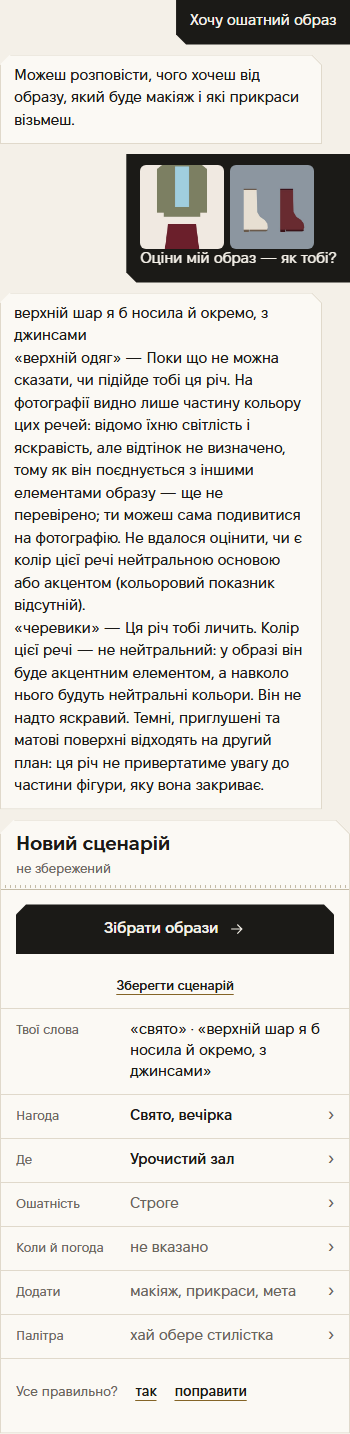 Хочу ошатний образ
Можеш розповісти, чого хочеш від
образу, який буде макіяж і які прикраси
візьмеш.
Оціни мій образ — як тобі?
верхній шар я б носила й окремо, з
джинсами
«верхній одяг» — Поки що не можна
сказати, чи підійде тобі ця річ. На
фотографії видно лише частину кольору
цих речей: відомо їхню світлість і
яскравість, але відтінок не визначено,
тому як він поєднується з іншими
елементами образу — ще не
перевірено; ти можеш сама подивитися
на фотографію. Не вдалося оцінити, чи є
колір цієї речі нейтральною основою
або акцентом (кольоровий показник
відсутній).
«черевики» — Ця річ тобі личить. Колір
цієї речі — не нейтральний: у образі він
буде акцентним елементом, а навколо
нього будуть нейтральні кольори. Він не
надто яскравий. Темні, приглушені та
матові поверхні відходять на другий
план: ця річ не привертатиме увагу до
частини фігури, яку вона закриває.
Новий сценарій
не збережений
Зібрати образи →
Зберегти сценарій
Твої слова «свято» · «верхній шар я б
носила й окремо, з
джинсами»
Нагода Свято, вечірка ›
Де Урочистий зал ›
Ошатність Строге ›
Коли й погода не вказано ›
Додати макіяж, прикраси, мета ›
Палітра хай обере стилістка ›
Усе правильно? так поправити